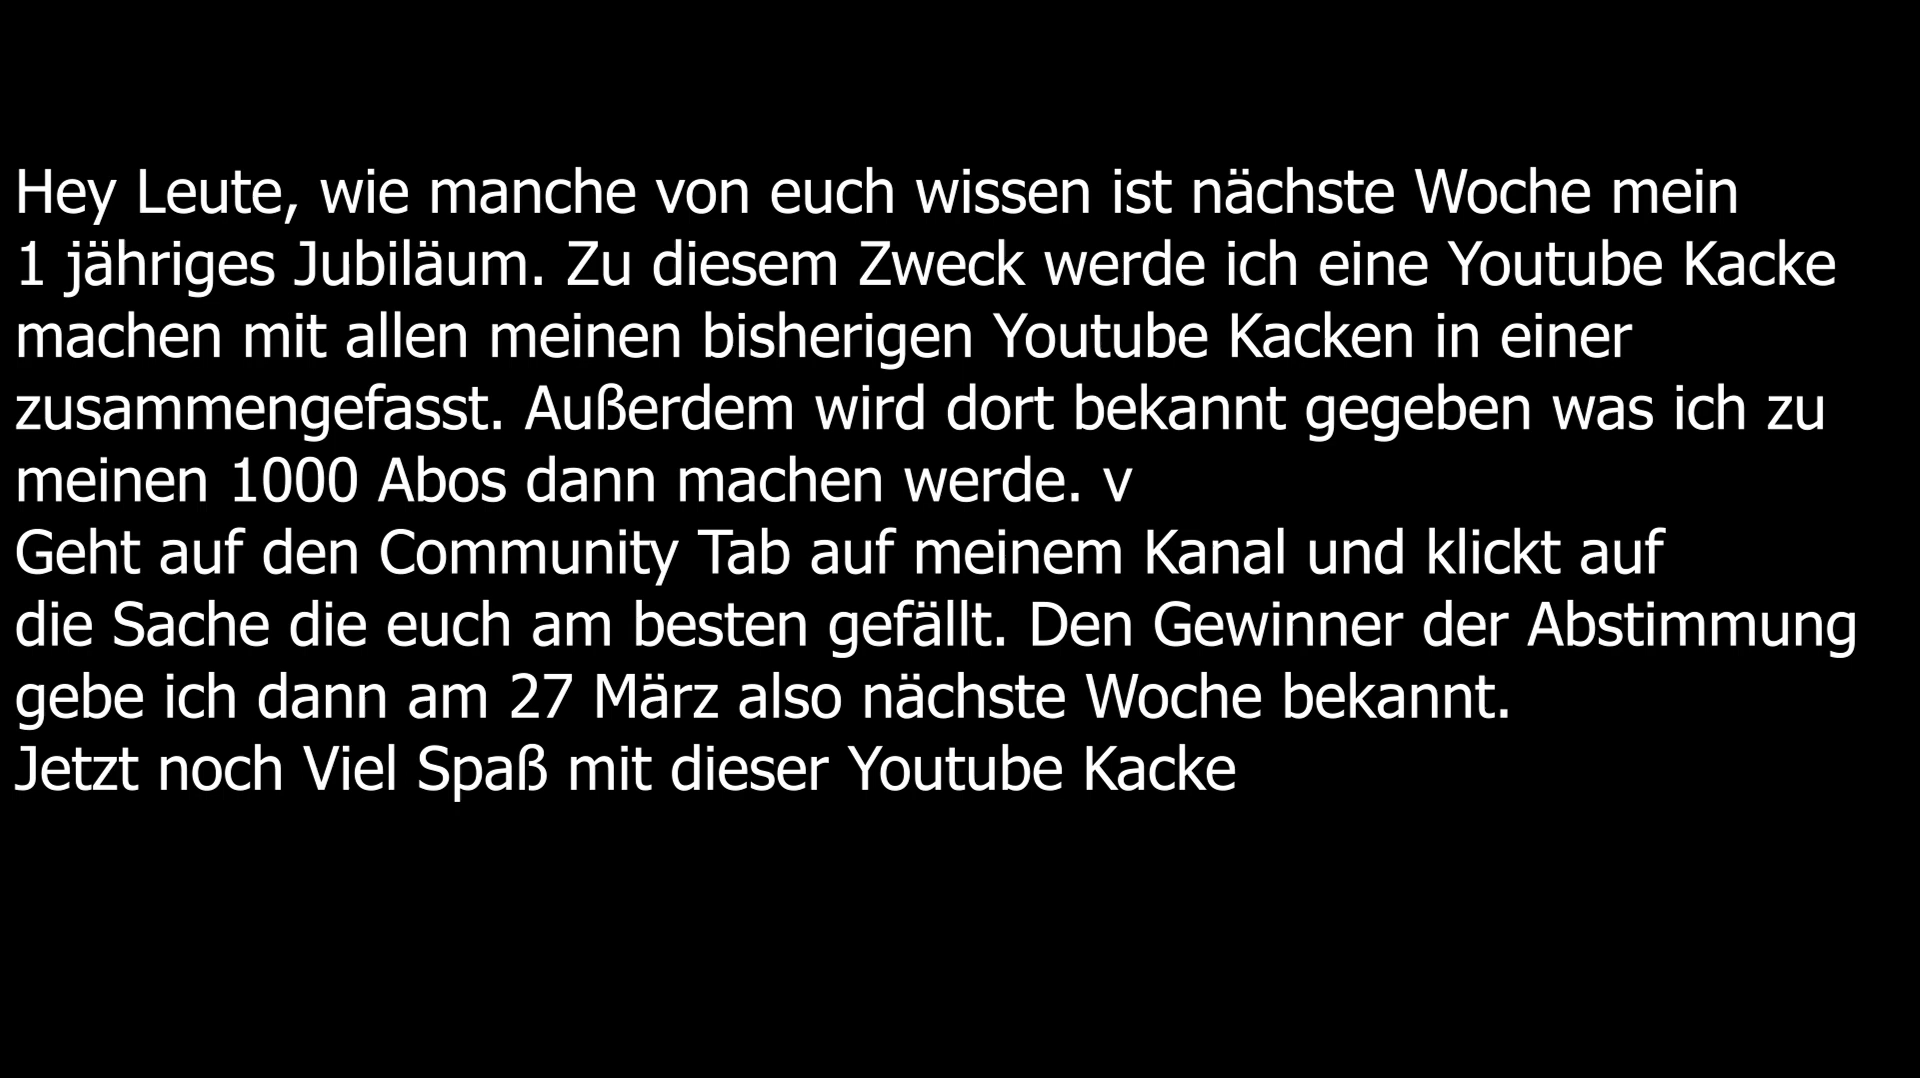 Hey Leute, wie manche von euch wissen ist nächste Woche mein
1 jähriges Jubiläum. Zu diesem Zweck werde ich eine Youtube Kacke
machen mit allen meinen bisherigen Youtube Kacken in einer
zusammengefasst. Außerdem wird dort bekannt gegeben was ich zu
meinen 1000 Abos dann machen werde. v
Geht auf den Community Tab auf meinem Kanal und klickt auf
die Sache die euch am besten gefällt. Den Gewinner der Abstimmung
gebe ich dann am 27 März also nächste Woche bekannt.
Jetzt noch Viel Spaß mit dieser Youtube Kacke